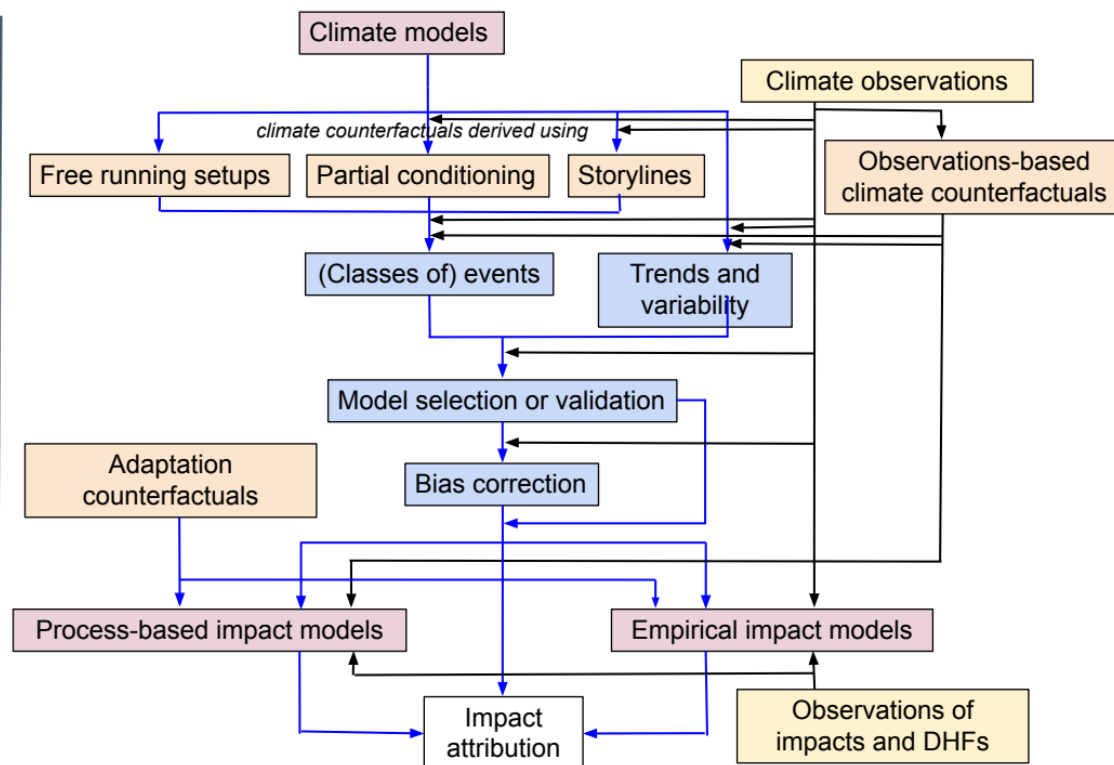 Climate models
Climate observations
climate counterfactuals derived using
Free running setups
Partial conditioning
Storylines
Observations-based
climate counterfactuals
(Classes of) events
Trends and
variability
Model selection or validation
Adaptation
counterfactuals
Bias correction
Process-based impact models
Empirical impact models
Impact
attribution
Observations of
impacts and DHFs